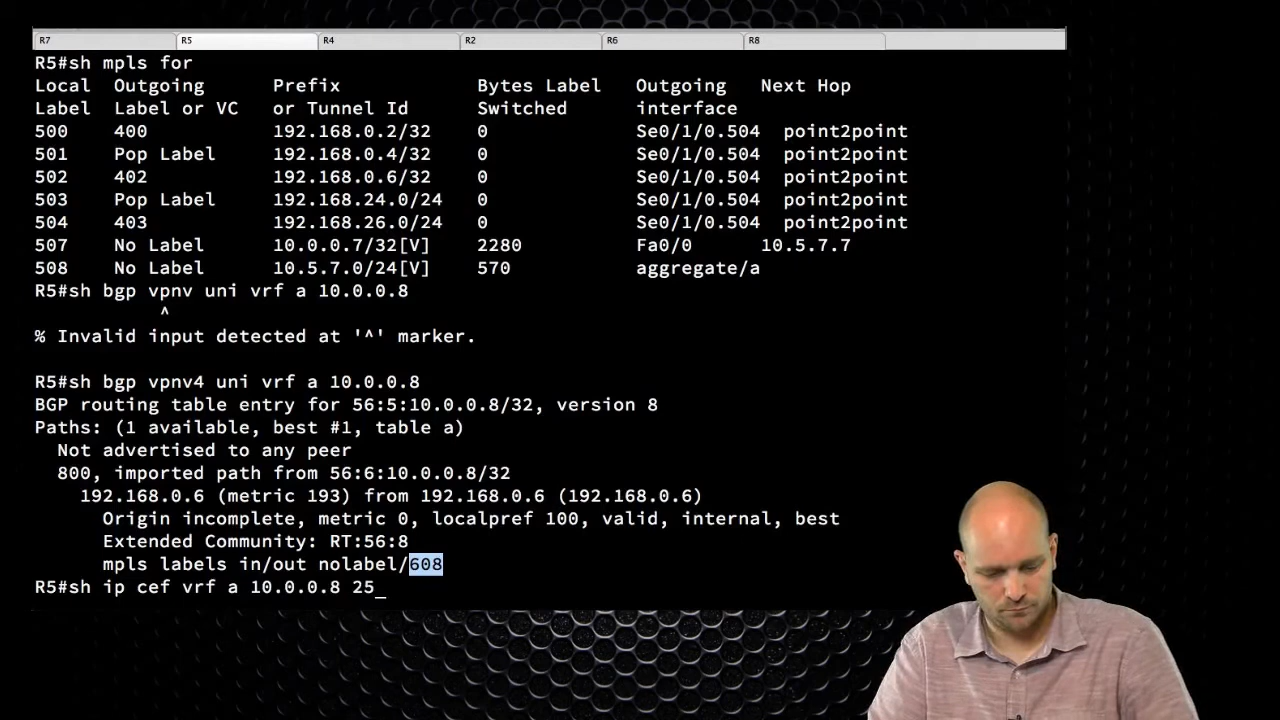 R7 R5 R4 R2 R6 R8
R5#sh mpls for
Local Outgoing Prefix Bytes Label Outgoing Next Hop
Label Label or VC or Tunnel Id Switched interface
500 400 192.168.0.2/32 0 Se0/1/0.504 point2point
501 Pop Label 192.168.0.4/32 0 Se0/1/0.504 point2point
502 402 192.168.0.6/32 0 Se0/1/0.504 point2point
503 Pop Label 192.168.24.0/24 0 Se0/1/0.504 point2point
504 403 192.168.26.0/24 0 Se0/1/0.504 point2point
507 No Label 10.0.0.7/32[V] 2280 Fa0/0 10.5.7.7
508 No Label 10.5.7.0/24[V] 570 aggregate/a
R5#sh bgp vpnv uni vrf a 10.0.0.8
^
% Invalid input detected at '^' marker.
R5#sh bgp vpnv4 uni vrf a 10.0.0.8
BGP routing table entry for 56:5:10.0.0.8/32, version 8
Paths: (1 available, best #1, table a)
Not advertised to any peer
800, imported path from 56:6:10.0.0.8/32
192.168.0.6 (metric 193) from 192.168.0.6 (192.168.0.6)
Origin incomplete, metric 0, localpref 100, valid, internal, best
Extended Community: RT:56:8
mpls labels in/out nolabel/608
R5#sh ip cef vrf a 10.0.0.8 25_